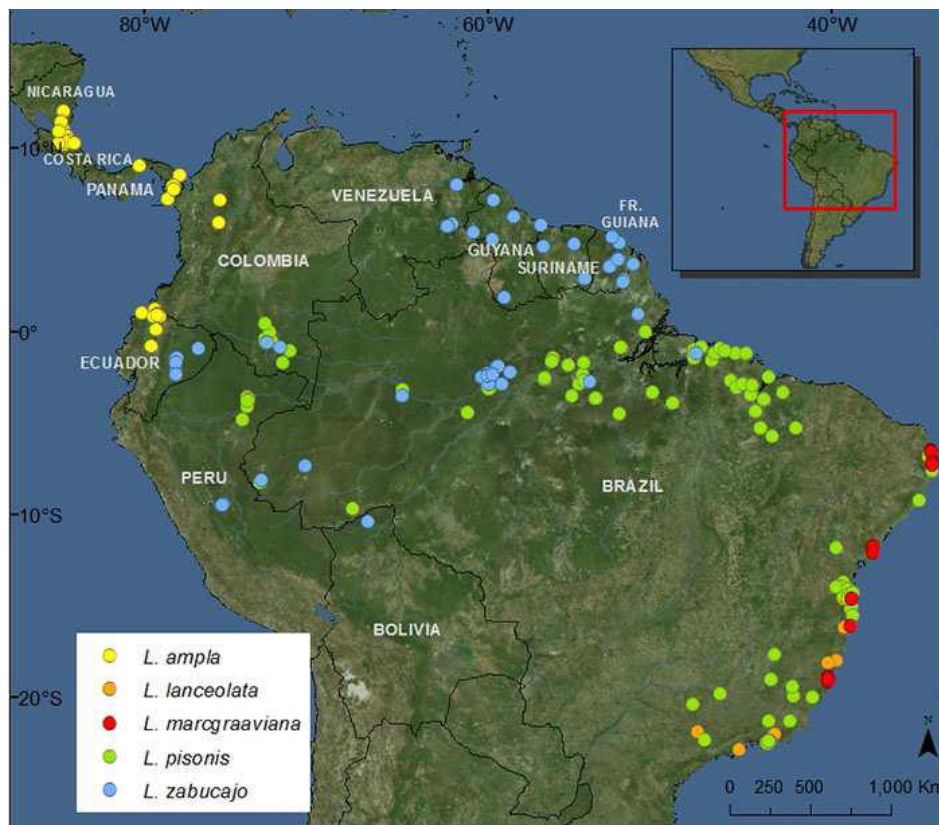 80°W 60°W 40°W
NICARAGUA
10°N
COSTA RICA
PANAMA
VENEZUELA
FR.
GUIANA
GUYANA
SURINAME
COLOMBIA
0°
ECUADOR
PERU
BRAZIL
10°S
BOLIVIA
20°S
L. ampla
L. lanceolata
L. marcgraaviana
L. pisonis
L. zabucajo
N
0 250 500 1,000 Km